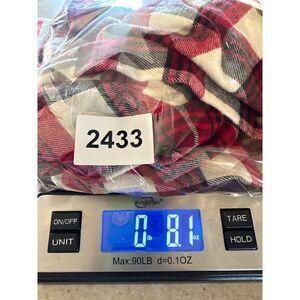 2433
ON/OFF
UNIT
0 lb 8.1 oz
TARE
HOLD
Max:90LB d=0.1OZ